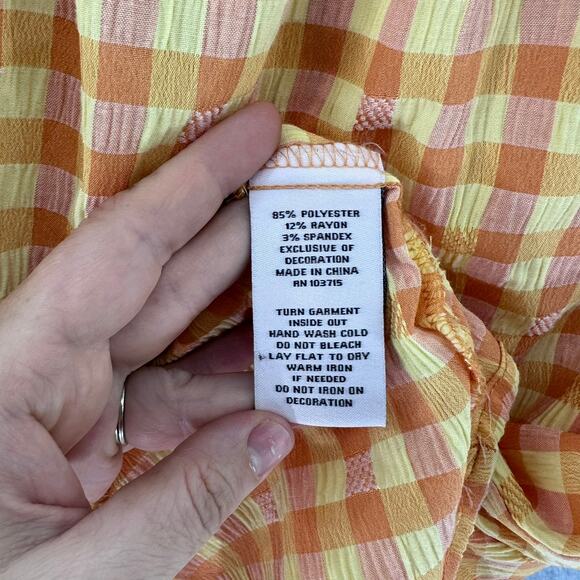 85% POLYESTER
12% RAYON
3% SPANDEX
EXCLUSIVE OF
DECORATION
MADE IN CHINA
RN 103715
TURN GARMENT
INSIDE OUT
HAND WASH COLD
DO NOT BLEACH
LAY FLAT TO DRY
WARM IRON
IF NEEDED
DO NOT IRON ON
DECORATION